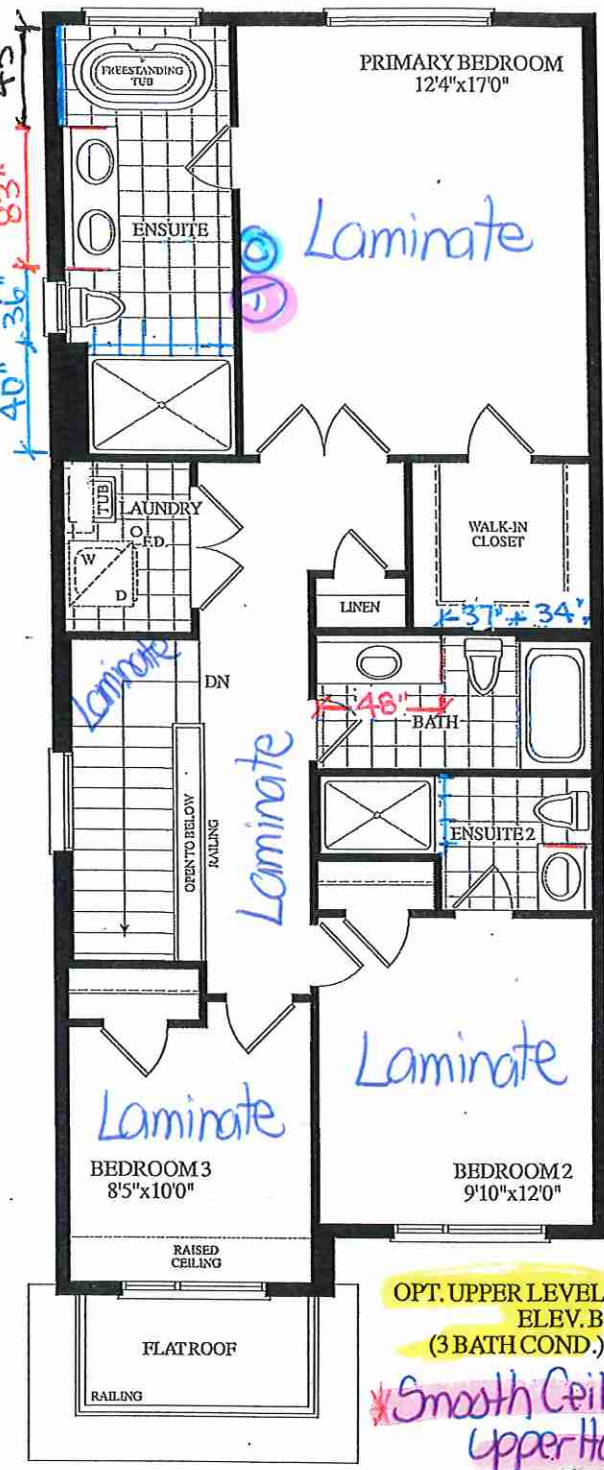 PRIMARY BEDROOM
12'4"x17'0"
FREESTANDING
TUB
45"
83"
36"
40"
ENSUITE
Laminate
0
1
TUB
LAUNDRY
F.D.
W
D
WALK-IN
CLOSET
LINEN
37" 34"
Laminate
DN
48"
BATH
OPEN TO BELOW
RAILING
Laminate
ENSUITE 2
Laminate
Laminate
BEDROOM 3
8'5"x10'0"
BEDROOM 2
9'10"x12'0"
RAISED
CEILING
FLAT ROOF
RAILING
OPT. UPPER LEVEL
ELEV. B
(3 BATH COND.)
*Smooth Ceil
Upper Ha